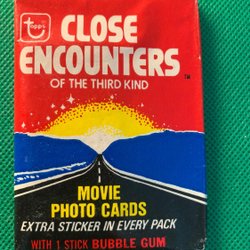 topps
CLOSE
ENCOUNTERS
OF THE THIRD KIND
TM
MOVIE
PHOTO CARDS
EXTRA STICKER IN EVERY PACK
WITH 1 STICK BUBBLE GUM